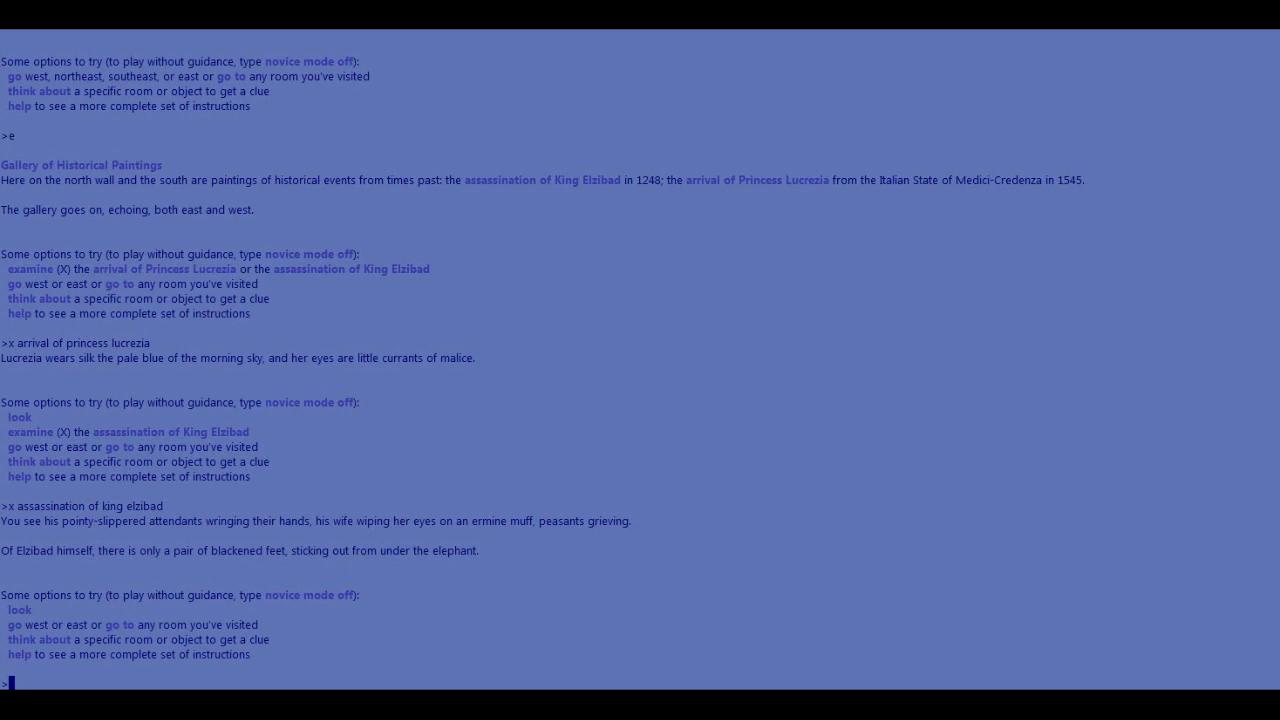 Some options to try (to play without guidance, type novice mode off):
go west, northeast, southeast, or east or go to any room you've visited
think about a specific room or object to get a clue
help to see a more complete set of instructions
>e
Gallery of Historical Paintings
Here on the north wall and the south are paintings of historical events from times past: the assassination of King Elzibad in 1248; the arrival of Princess Lucrezia from the Italian State of Medici-Credenza in 1545.
The gallery goes on, echoing, both east and west.
Some options to try (to play without guidance, type novice mode off):
examine (X) the arrival of Princess Lucrezia or the assassination of King Elzibad
go west or east or go to any room you've visited
think about a specific room or object to get a clue
help to see a more complete set of instructions
>x arrival of princess lucrezia
Lucrezia wears silk the pale blue of the morning sky, and her eyes are little currants of malice.
Some options to try (to play without guidance, type novice mode off):
look
examine (X) the assassination of King Elzibad
go west or east or go to any room you've visited
think about a specific room or object to get a clue
help to see a more complete set of instructions
>x assassination of king elzibad
You see his pointy-slippered attendants wringing their hands, his wife wiping her eyes on an ermine muff, peasants grieving.
Of Elzibad himself, there is only a pair of blackened feet, sticking out from under the elephant.
Some options to try (to play without guidance, type novice mode off):
look
go west or east or go to any room you've visited
think about a specific room or object to get a clue
help to see a more complete set of instructions
>